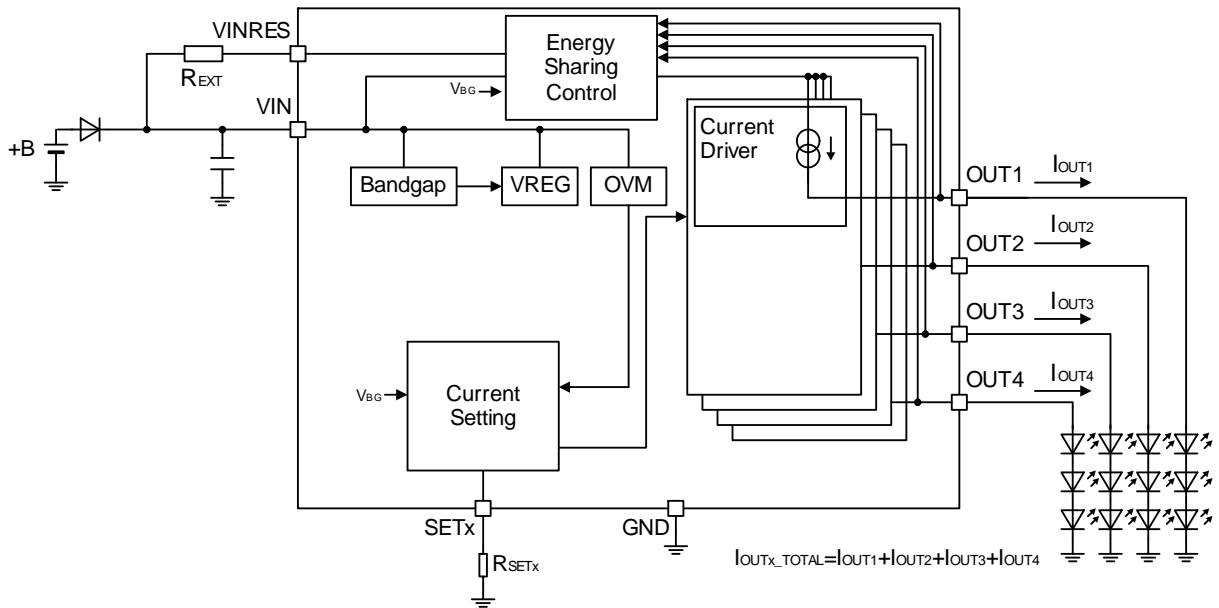 VINRES
REXT
VIN
+B
Energy
Sharing
Control
VBG
Bandgap
VREG
OVM
Current
Driver
OUT1
IOUT1
OUT2
IOUT2
OUT3
IOUT3
OUT4
IOUT4
VBG
Current
Setting
SETx
GND
RSETx
IOUTx_TOTAL=IOUT1+IOUT2+IOUT3+IOUT4